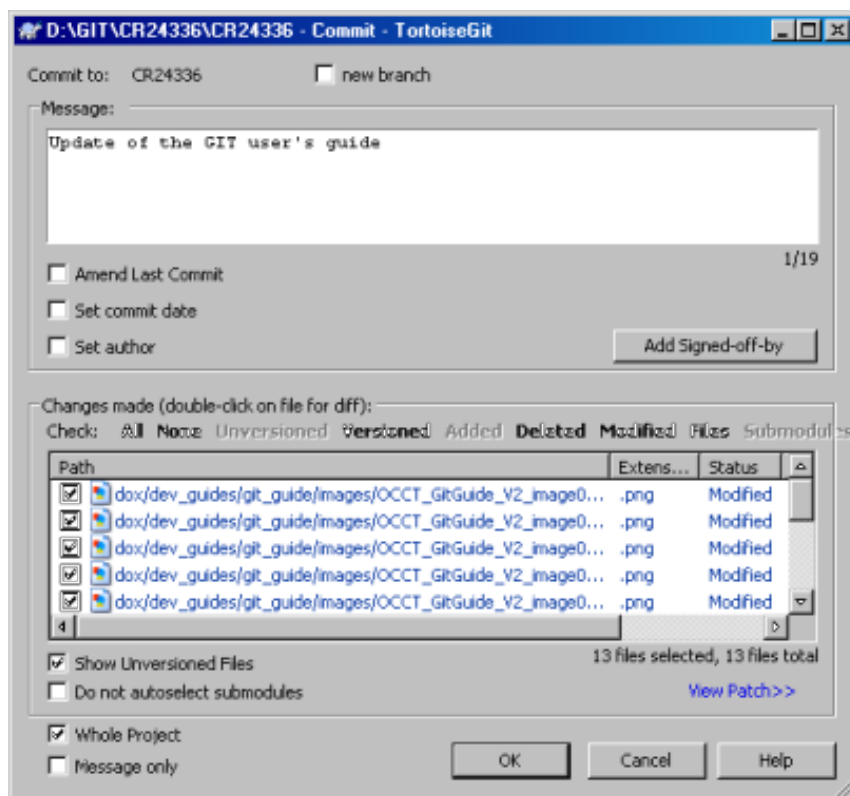 D:\GIT\CR24336\CR24336 - Commit - TortoiseGit
Commit to: CR24336 new branch
Message:
Update of the GIT user's guide
1/19
Amend Last Commit
Set commit date
Set author
Add Signed-off-by
Changes made (double-click on file for diff):
Check: All None Unversioned Versioned Added Deleted Modified Files Submodules
Path Extens... Status
dox/dev_guides/git_guide/images/OCCT_GitGuide_V2_image0... .png Modified
dox/dev_guides/git_guide/images/OCCT_GitGuide_V2_image0... .png Modified
dox/dev_guides/git_guide/images/OCCT_GitGuide_V2_image0... .png Modified
dox/dev_guides/git_guide/images/OCCT_GitGuide_V2_image0... .png Modified
dox/dev_guides/git_guide/images/OCCT_GitGuide_V2_image0... .png Modified
Show Unversioned Files 13 files selected, 13 files total
Do not autoselect submodules View Patch>>
Whole Project
Message only
OK Cancel Help